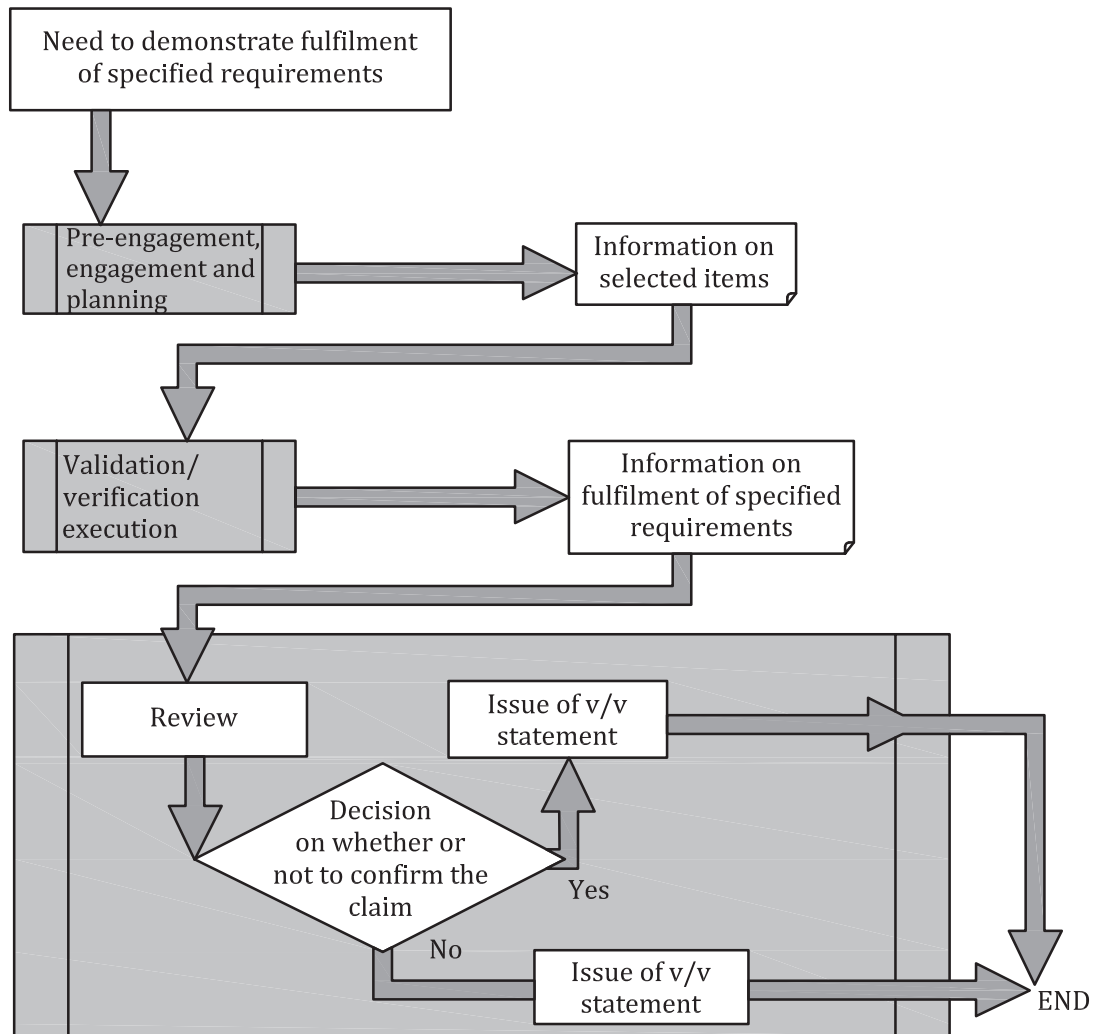 Need to demonstrate fulfilment
of specified requirements
Pre-engagement,
engagement and
planning
Information on
selected items
Validation/
verification
execution
Information on
fulfilment of specified
requirements
Review
Issue of v/v
statement
Decision
on whether or
not to confirm the
claim
Yes
No
Issue of v/v
statement
END